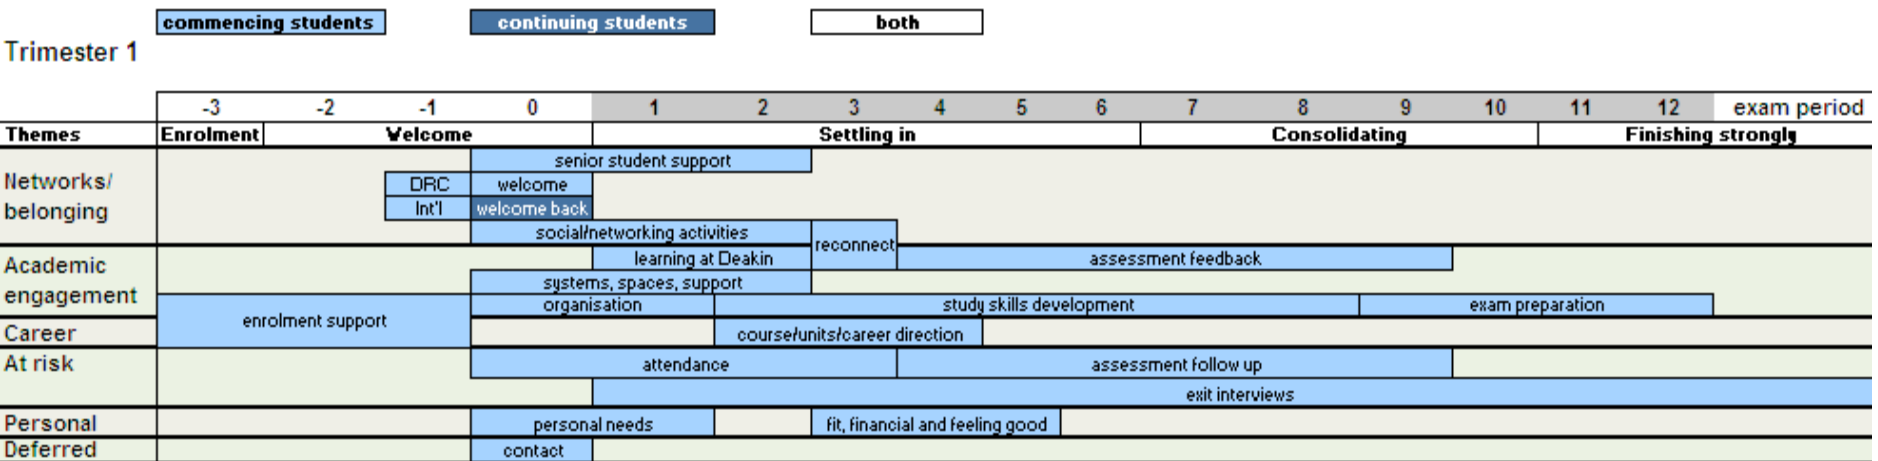 commencing students continuing students both
Trimester 1
-3 -2 -1 0 1 2 3 4 5 6 7 8 9 10 11 12 exam period
Themes Enrolment Welcome Settling in Consolidating Finishing strongly
senior student support
Networks/ DRC welcome
belonging Int'l welcome back
social/networking activities reconnect
Academic learning at Deakin assessment feedback
systems, spaces, support
engagement organisation study skills development exam preparation
enrolment support
Career course/units/career direction
At risk attendance assessment follow up
exit interviews
Personal personal needs fit, financial and feeling good
Deferred contact